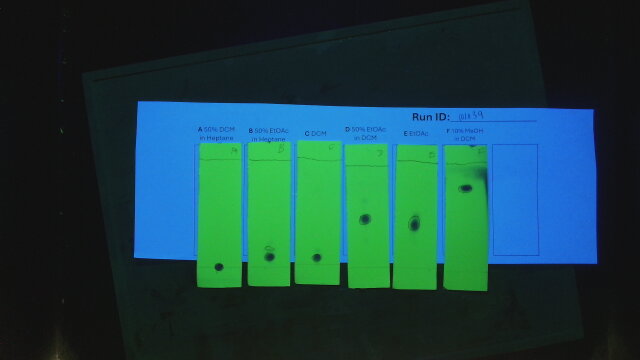 Run ID:
A 50% DCM
in Heptane
B 50% EtOAc
in Heptane
C DCM
D 50% EtOAc
in DCM
E EtOAc
F 10% MeOH
in DCM
A
B